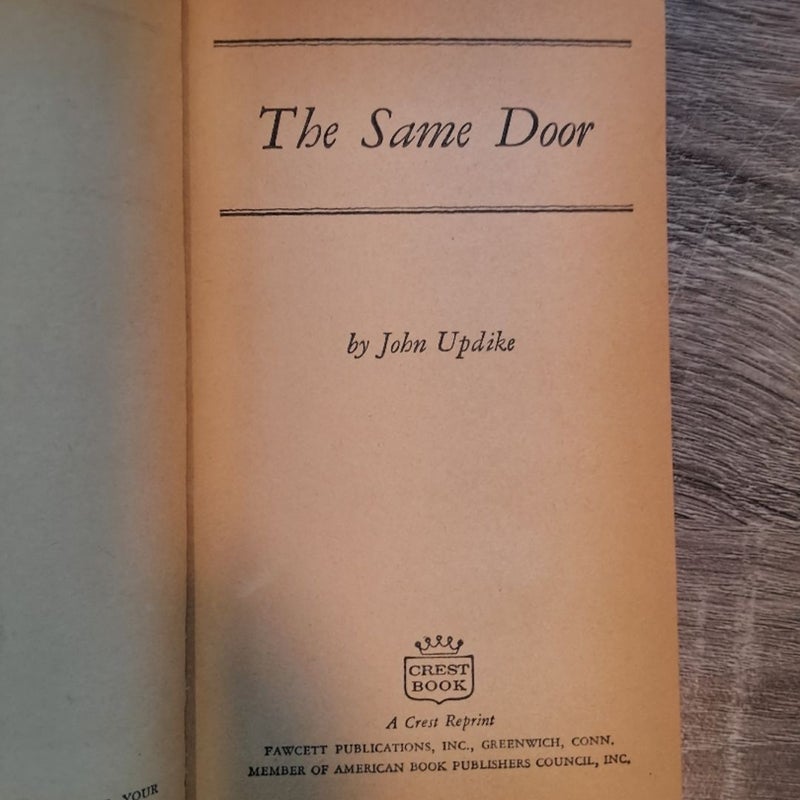 The Same Door
by John Updike
CREST
BOOK
A Crest Reprint
FAWCETT PUBLICATIONS, INC., GREENWICH, CONN.
MEMBER OF AMERICAN BOOK PUBLISHERS COUNCIL, INC.
YOUR